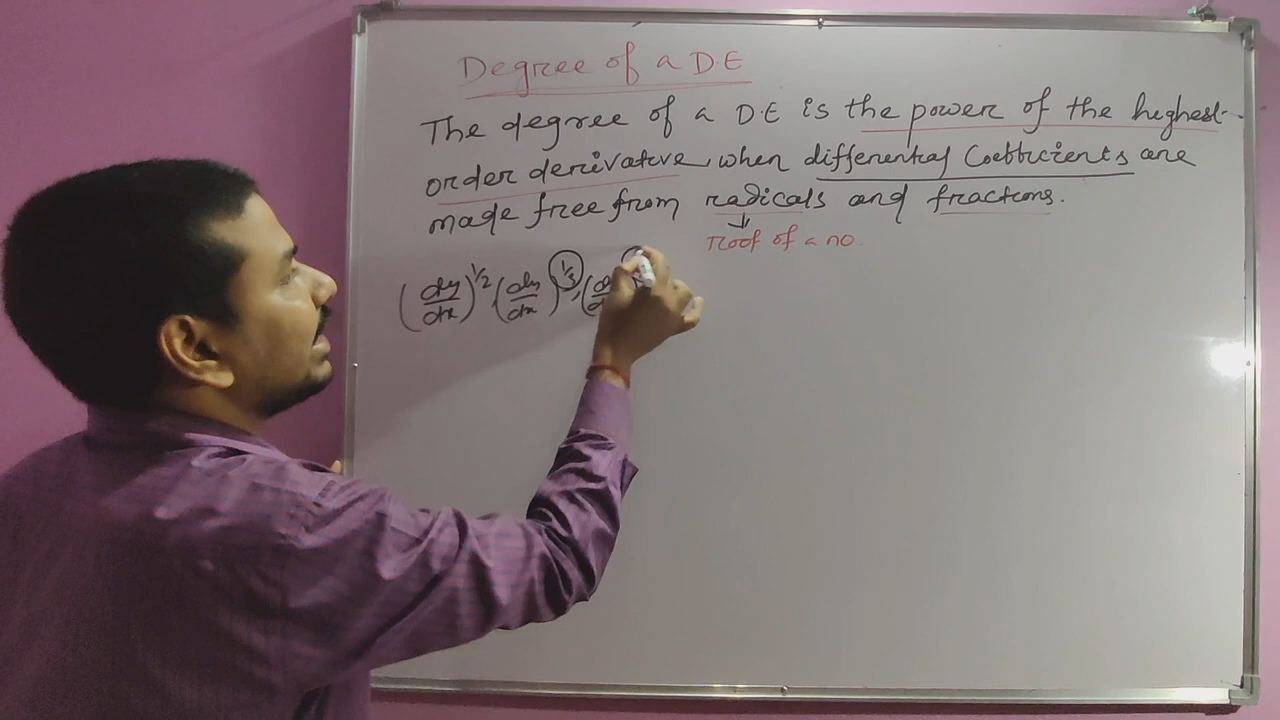 Degree of a D.E
The degree of a D.E is the power of the highest
order derivative when differential Coefficients are
made free from radicals and fractions.
Root of a no.
(dy/dx)^1/2, (dy/dx)^1/3, (